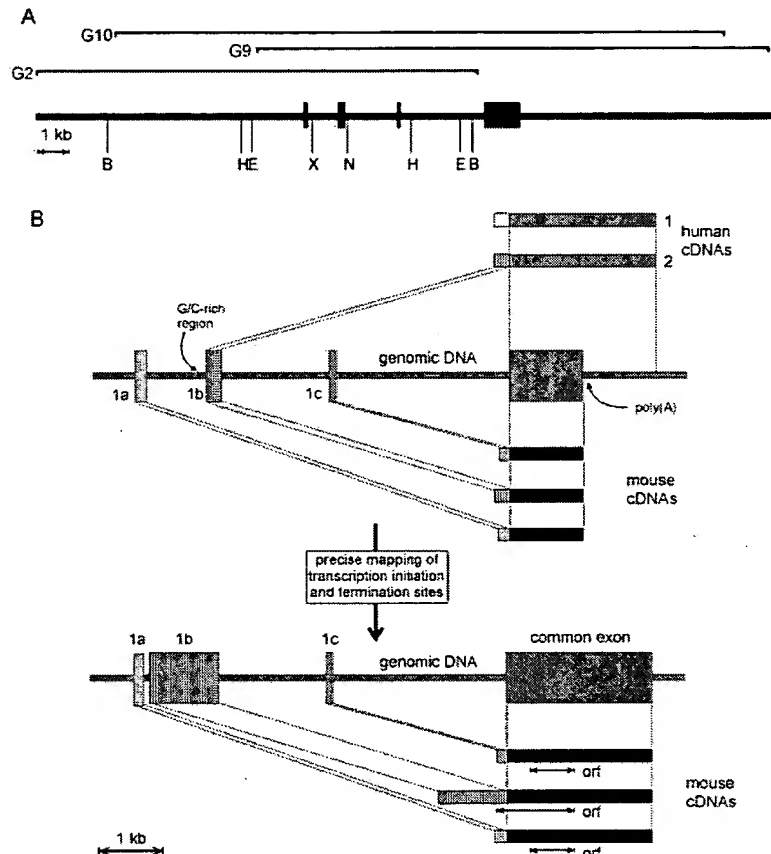 A
G10
G9
G2
1 kb
B
HE
X
N
H
E
B
B
1
human
cDNAs
2
G/C-rich
region
genomic DNA
1a
1b
1c
poly(A)
mouse
cDNAs
precise mapping of
transcription initiation
and termination sites
1a
1b
1c
common exon
genomic DNA
orf
orf
mouse
cDNAs
1 kb
orf